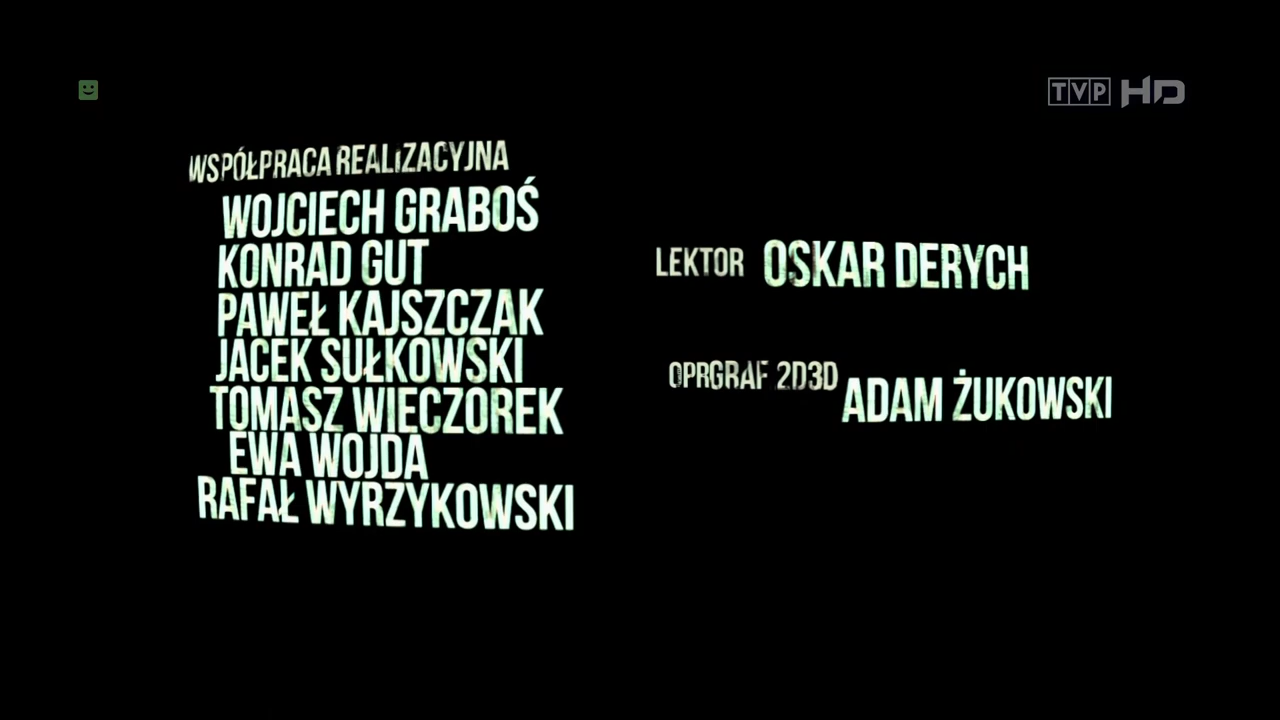 TVP HD
WSPÓŁPRACA REALIZACYJNA
WOJCIECH GRABOŚ
KONRAD GUT
PAWEŁ KAJSZCZAK
JACEK SUŁKOWSKI
TOMASZ WIECZOREK
EWA WOJDA
RAFAŁ WYRZYKOWSKI
LEKTOR OSKAR DERYCH
OPRGRAF 2D3D ADAM ŻUKOWSKI